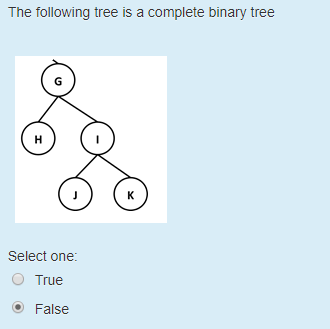 The following tree is a complete binary tree
G
H I
J K
Select one:
True
False